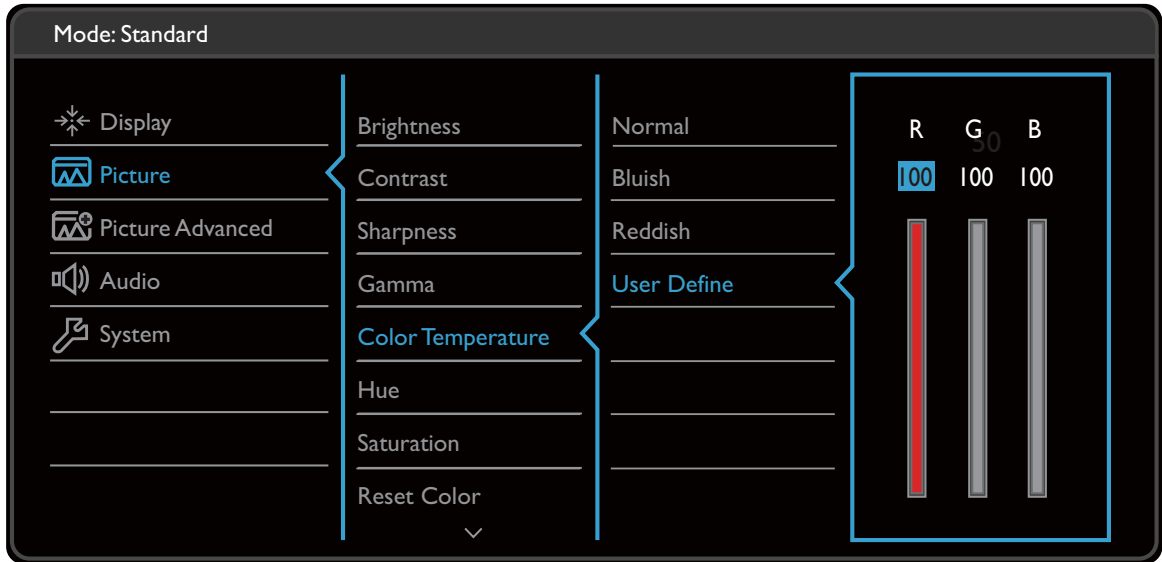 Mode: Standard
Display
Picture
Picture Advanced
Audio
System
Brightness
Contrast
Sharpness
Gamma
Color Temperature
Hue
Saturation
Reset Color
Normal
Bluish
Reddish
User Define
R G B
50
100 100 100